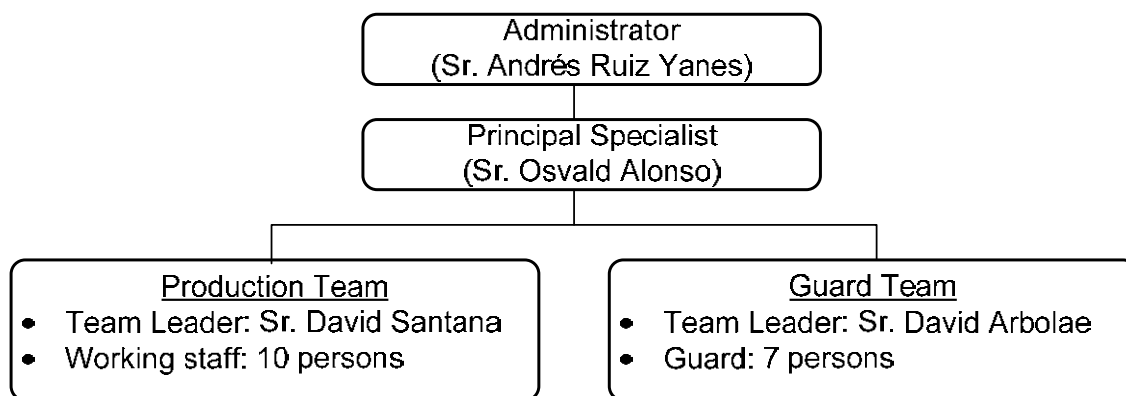 Administrator
(Sr. Andrés Ruiz Yanes)
Principal Specialist
(Sr. Osvald Alonso)
Production Team
• Team Leader: Sr. David Santana
• Working staff: 10 persons
Guard Team
• Team Leader: Sr. David Arbolae
• Guard: 7 persons